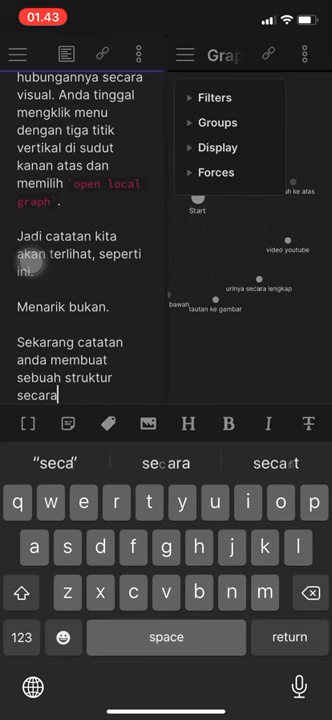 01.43
Grap
hubungannya secara
visual. Anda tinggal
mengklik menu
dengan tiga titik
vertikal di sudut
kanan atas dan
memilih `open local
graph`.
Jadi catatan kita
akan terlihat, seperti
ini.
Menarik bukan.
Sekarang catatan
anda membuat
sebuah struktur
secara
Filters
Groups
Display
Forces
ah ke atas
Start
video youtube
urlnya secara lengkap
bawah
tautan ke gambar
H B I T
“seca” secara secart
q w e r t y u i o p
a s d f g h j k l
z x c v b n m
123 space return